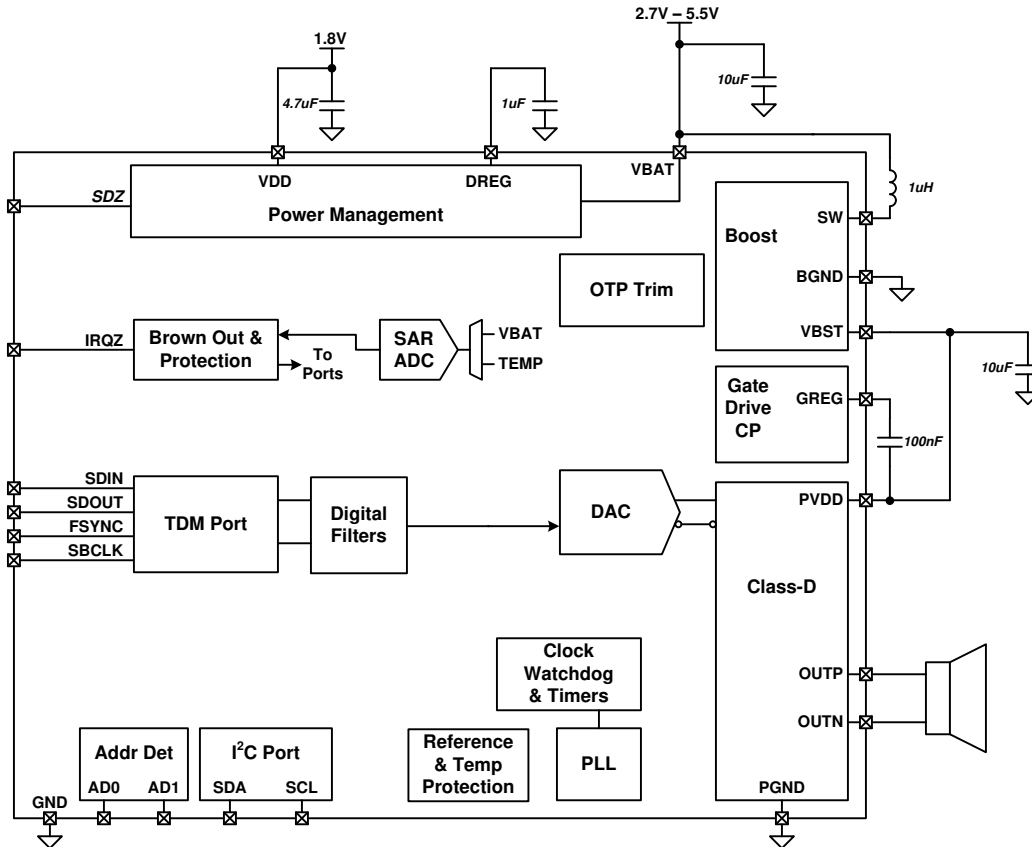 2.7V – 5.5V
1.8V
10uF
4.7uF
1uF
VDD
DREG
VBAT
SDZ
Power Management
1uH
SW
Boost
BGND
VBST
OTP Trim
IRQZ
Brown Out &
Protection
To
Ports
SAR
ADC
VBAT
TEMP
10uF
Gate
Drive
CP
GREG
100nF
SDIN
SDOUT
FSYNC
SBCLK
TDM Port
Digital
Filters
DAC
PVDD
Class-D
OUTP
OUTN
PGND
Clock
Watchdog
& Timers
PLL
Reference
& Temp
Protection
Addr Det
AD0
AD1
I²C Port
SDA
SCL
GND